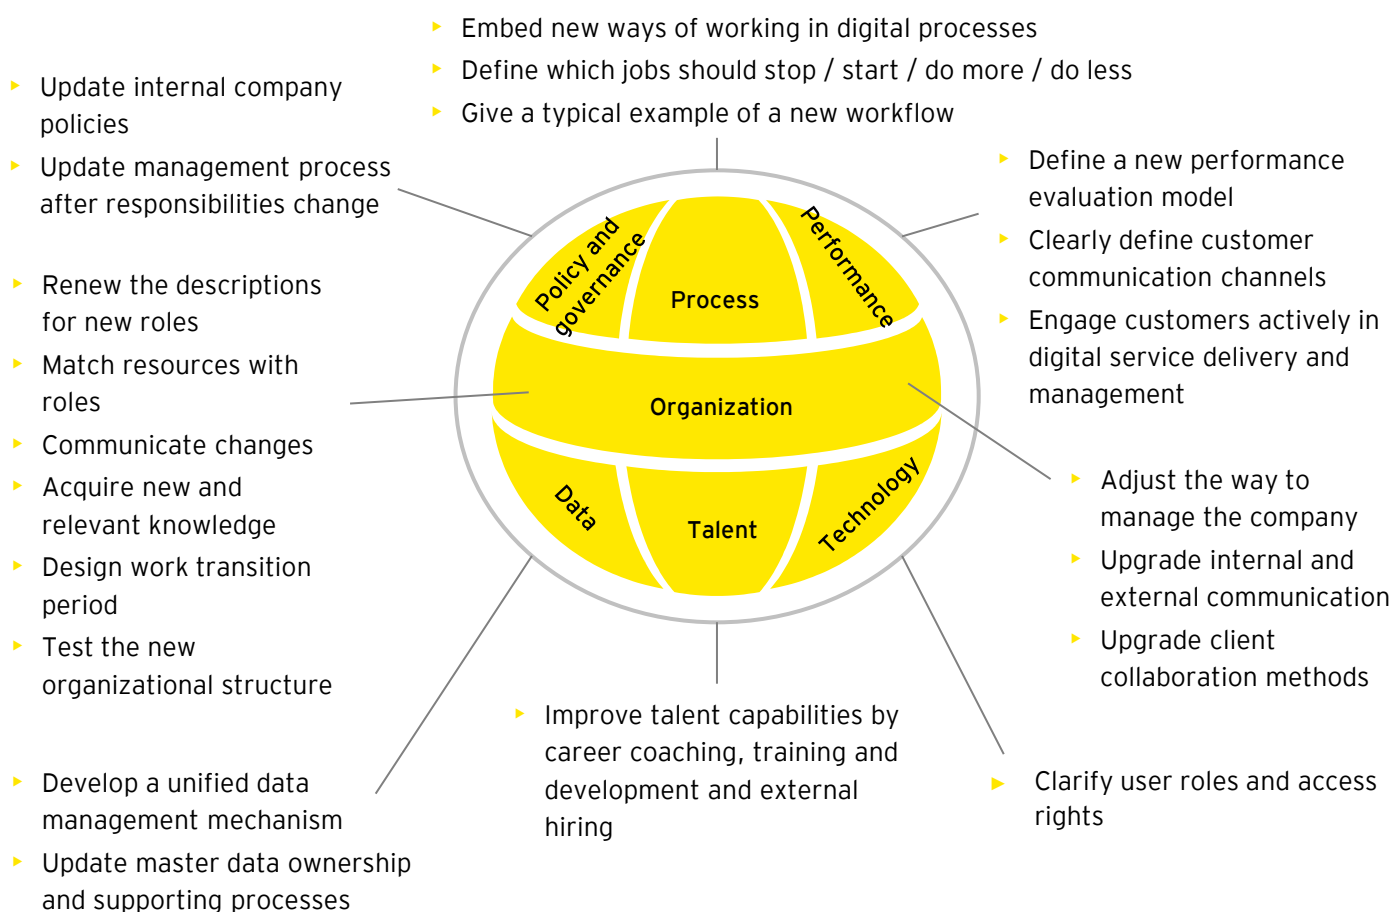 Embed new ways of working in digital processes
Define which jobs should stop / start / do more / do less
Give a typical example of a new workflow
Update internal company
policies
Update management process
after responsibilities change
Define a new performance
evaluation model
Clearly define customer
communication channels
Engage customers actively in
digital service delivery and
management
Policy and
governance
Process
Performance
Organization
Data
Talent
Technology
Renew the descriptions
for new roles
Match resources with
roles
Communicate changes
Acquire new and
relevant knowledge
Design work transition
period
Test the new
organizational structure
Adjust the way to
manage the company
Upgrade internal and
external communication
Upgrade client
collaboration methods
Develop a unified data
management mechanism
Update master data ownership
and supporting processes
Improve talent capabilities by
career coaching, training and
development and external
hiring
Clarify user roles and access
rights